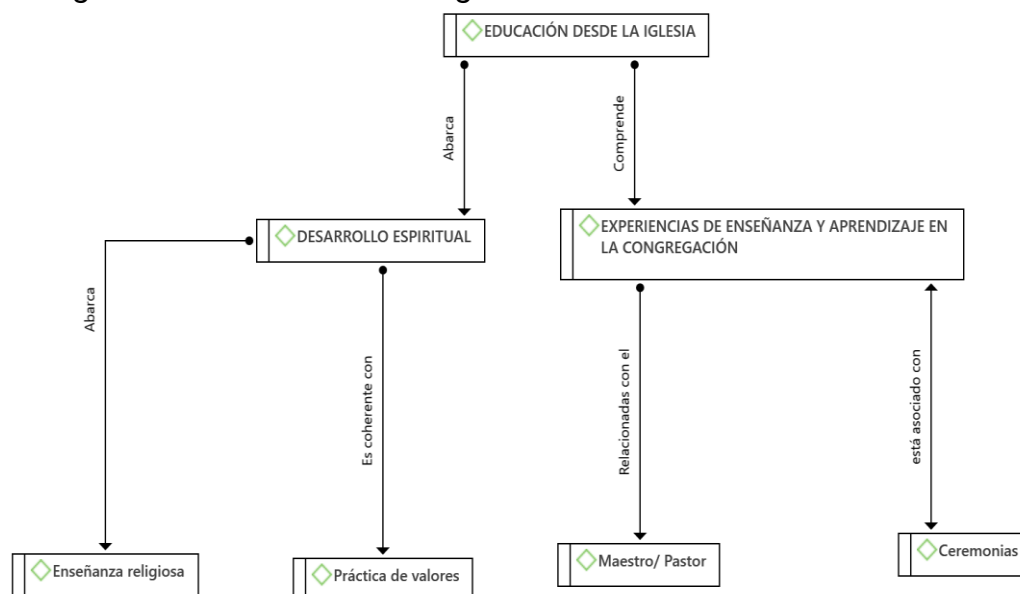 EDUCACIÓN DESDE LA IGLESIA
Abarca
Comprende
DESARROLLO ESPIRITUAL
EXPERIENCIAS DE ENSEÑANZA Y APRENDIZAJE EN
LA CONGREGACIÓN
Abarca
Es coherente con
Relacionadas con el
está asociado con
Enseñanza religiosa
Práctica de valores
Maestro/ Pastor
Ceremonias